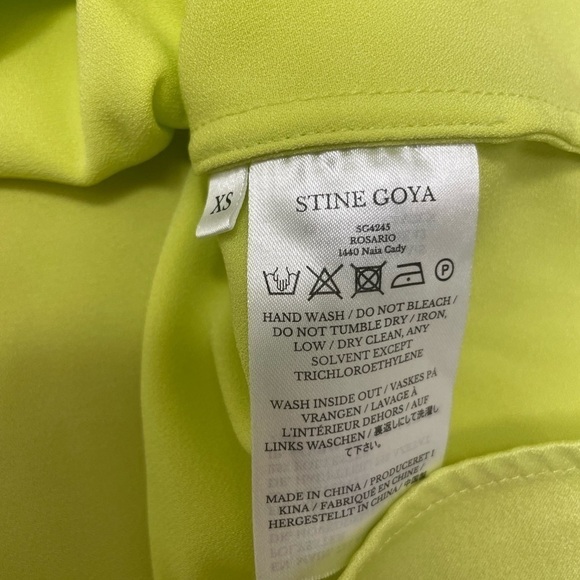 XS
STINE GOYA
SG4245
ROSARIO
1440 Naia Cady
P
HAND WASH / DO NOT BLEACH /
DO NOT TUMBLE DRY / IRON,
LOW / DRY CLEAN, ANY
SOLVENT EXCEPT
TRICHLOROETHYLENE
WASH INSIDE OUT / VASKES PÅ
VRANGEN / LAVAGE À
L'INTÉRIEUR DEHORS / AUF
LINKS WASCHEN / 裏返しにして洗濯し
て下さい。
MADE IN CHINA / PRODUCERET I
KINA / FABRIQUÉ EN CHINE /
HERGESTELLT IN CHINA /